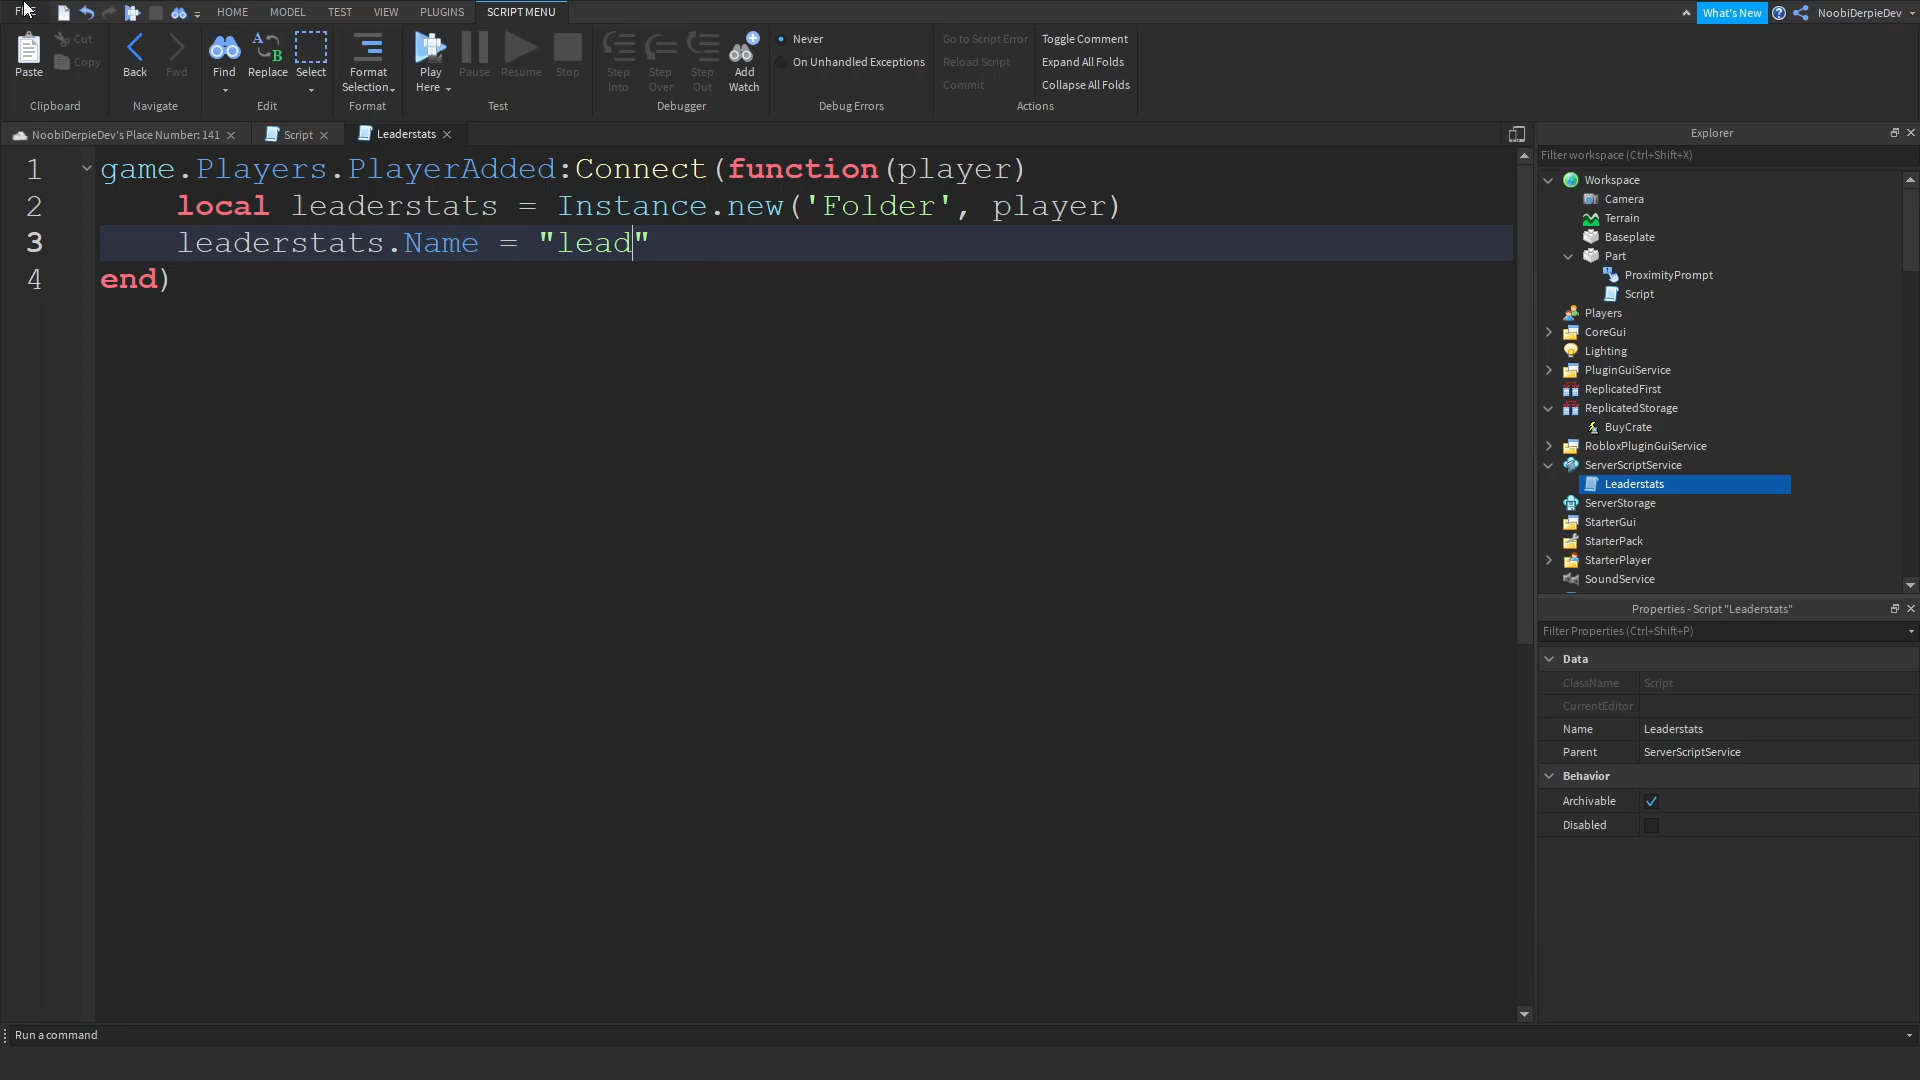 HOME MODEL TEST VIEW PLUGINS SCRIPT MENU What's New NoobiDerpieDev
Paste Cut Copy Back Fwd Find Replace Select Format Selection Play Here Pause Resume Stop Step Into Step Over Step Out Add Watch
Never
On Unhandled Exceptions
Go to Script Error
Reload Script
Commit
Toggle Comment
Expand All Folds
Collapse All Folds
Clipboard Navigate Edit Format Test Debugger Debug Errors Actions
NoobiDerpieDev's Place Number: 141 Script Leaderstats
1 game.Players.PlayerAdded:Connect(function(player)
2 local leaderstats = Instance.new('Folder', player)
3 leaderstats.Name = "lead"
4 end)
Explorer
Filter workspace (Ctrl+Shift+X)
Workspace
Camera
Terrain
Baseplate
Part
ProximityPrompt
Script
Players
CoreGui
Lighting
PluginGuiService
ReplicatedFirst
ReplicatedStorage
BuyCrate
RobloxPluginGuiService
ServerScriptService
Leaderstats
ServerStorage
StarterGui
StarterPack
StarterPlayer
SoundService
Properties - Script "Leaderstats"
Filter Properties (Ctrl+Shift+P)
Data
ClassName Script
CurrentEditor
Name Leaderstats
Parent ServerScriptService
Behavior
Archivable
Disabled
Run a command